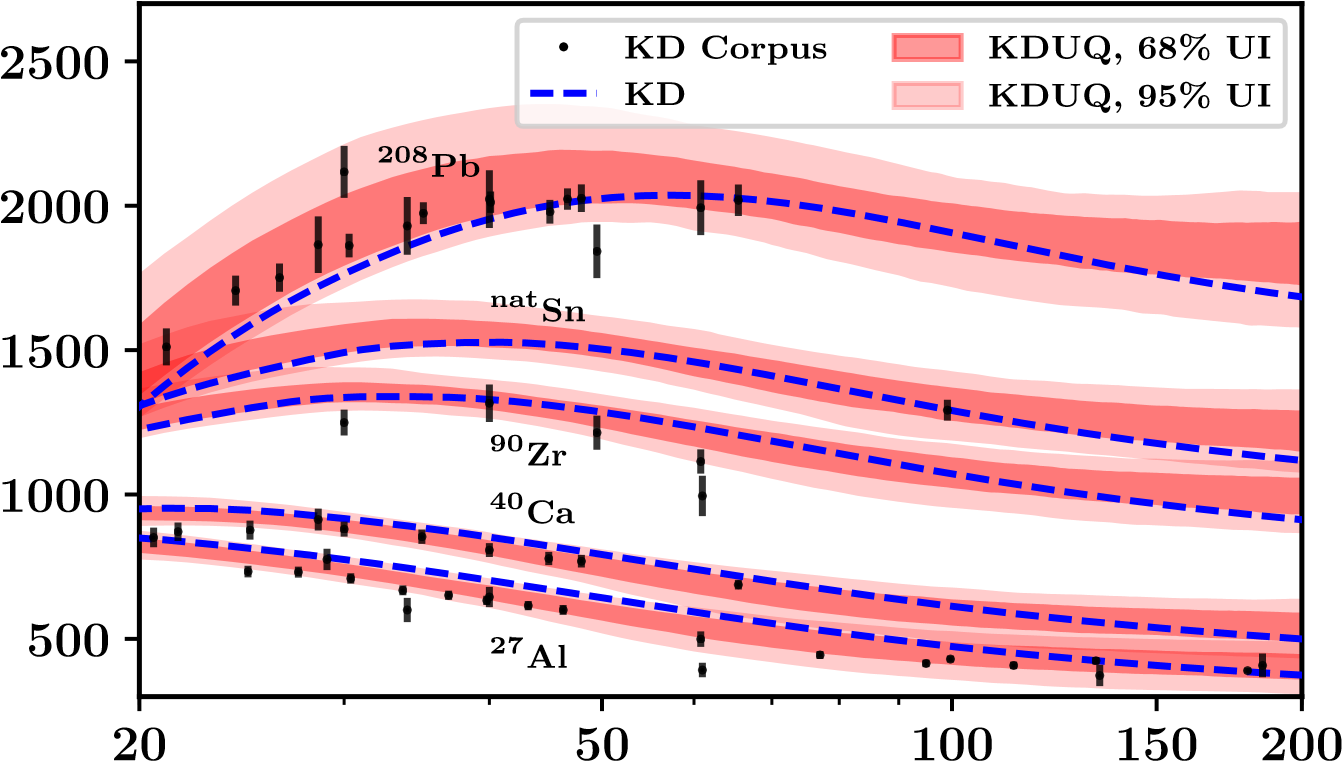 2500
2000
1500
1000
500
KD Corpus
KD
KDUQ, 68% UI
KDUQ, 95% UI
²⁰⁸Pb
ⁿᵃᵗSn
⁹⁰Zr
⁴⁰Ca
²⁷Al
20 50 100 150 200